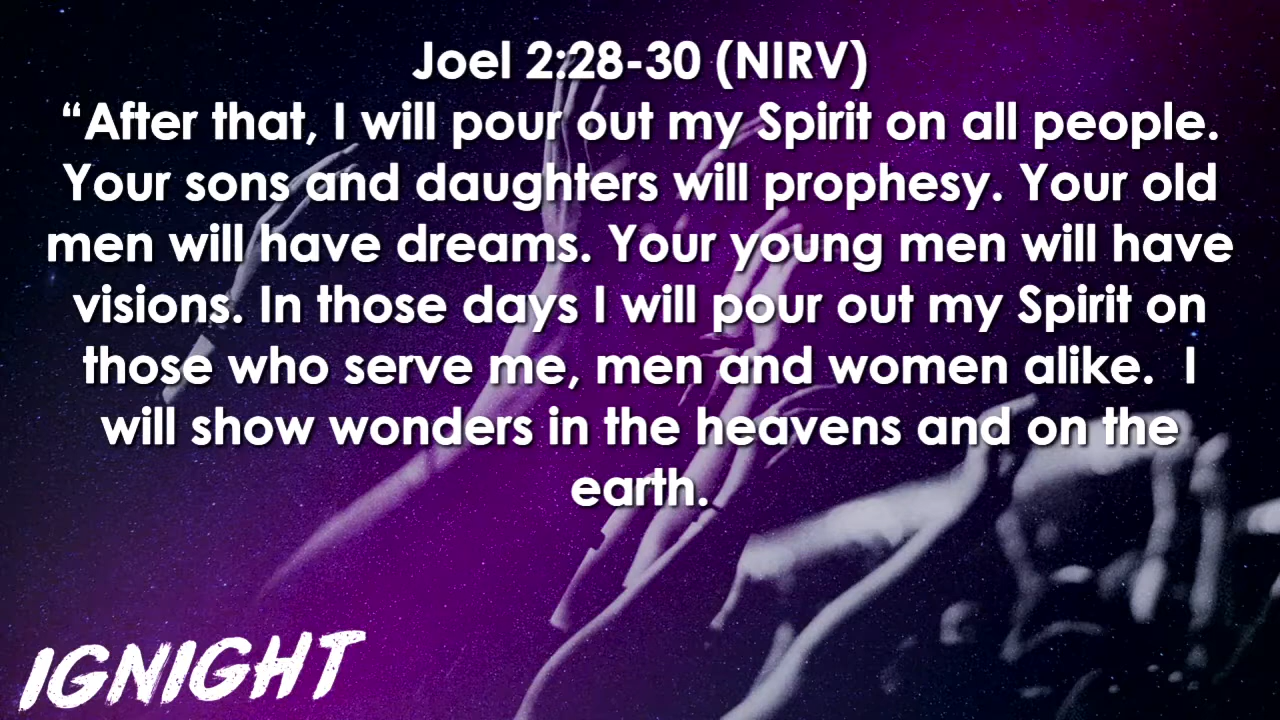 Joel 2:28-30 (NIRV)
“After that, I will pour out my Spirit on all people.
Your sons and daughters will prophesy. Your old
men will have dreams. Your young men will have
visions. In those days I will pour out my Spirit on
those who serve me, men and women alike.  I
will show wonders in the heavens and on the
earth.
IGNIGHT